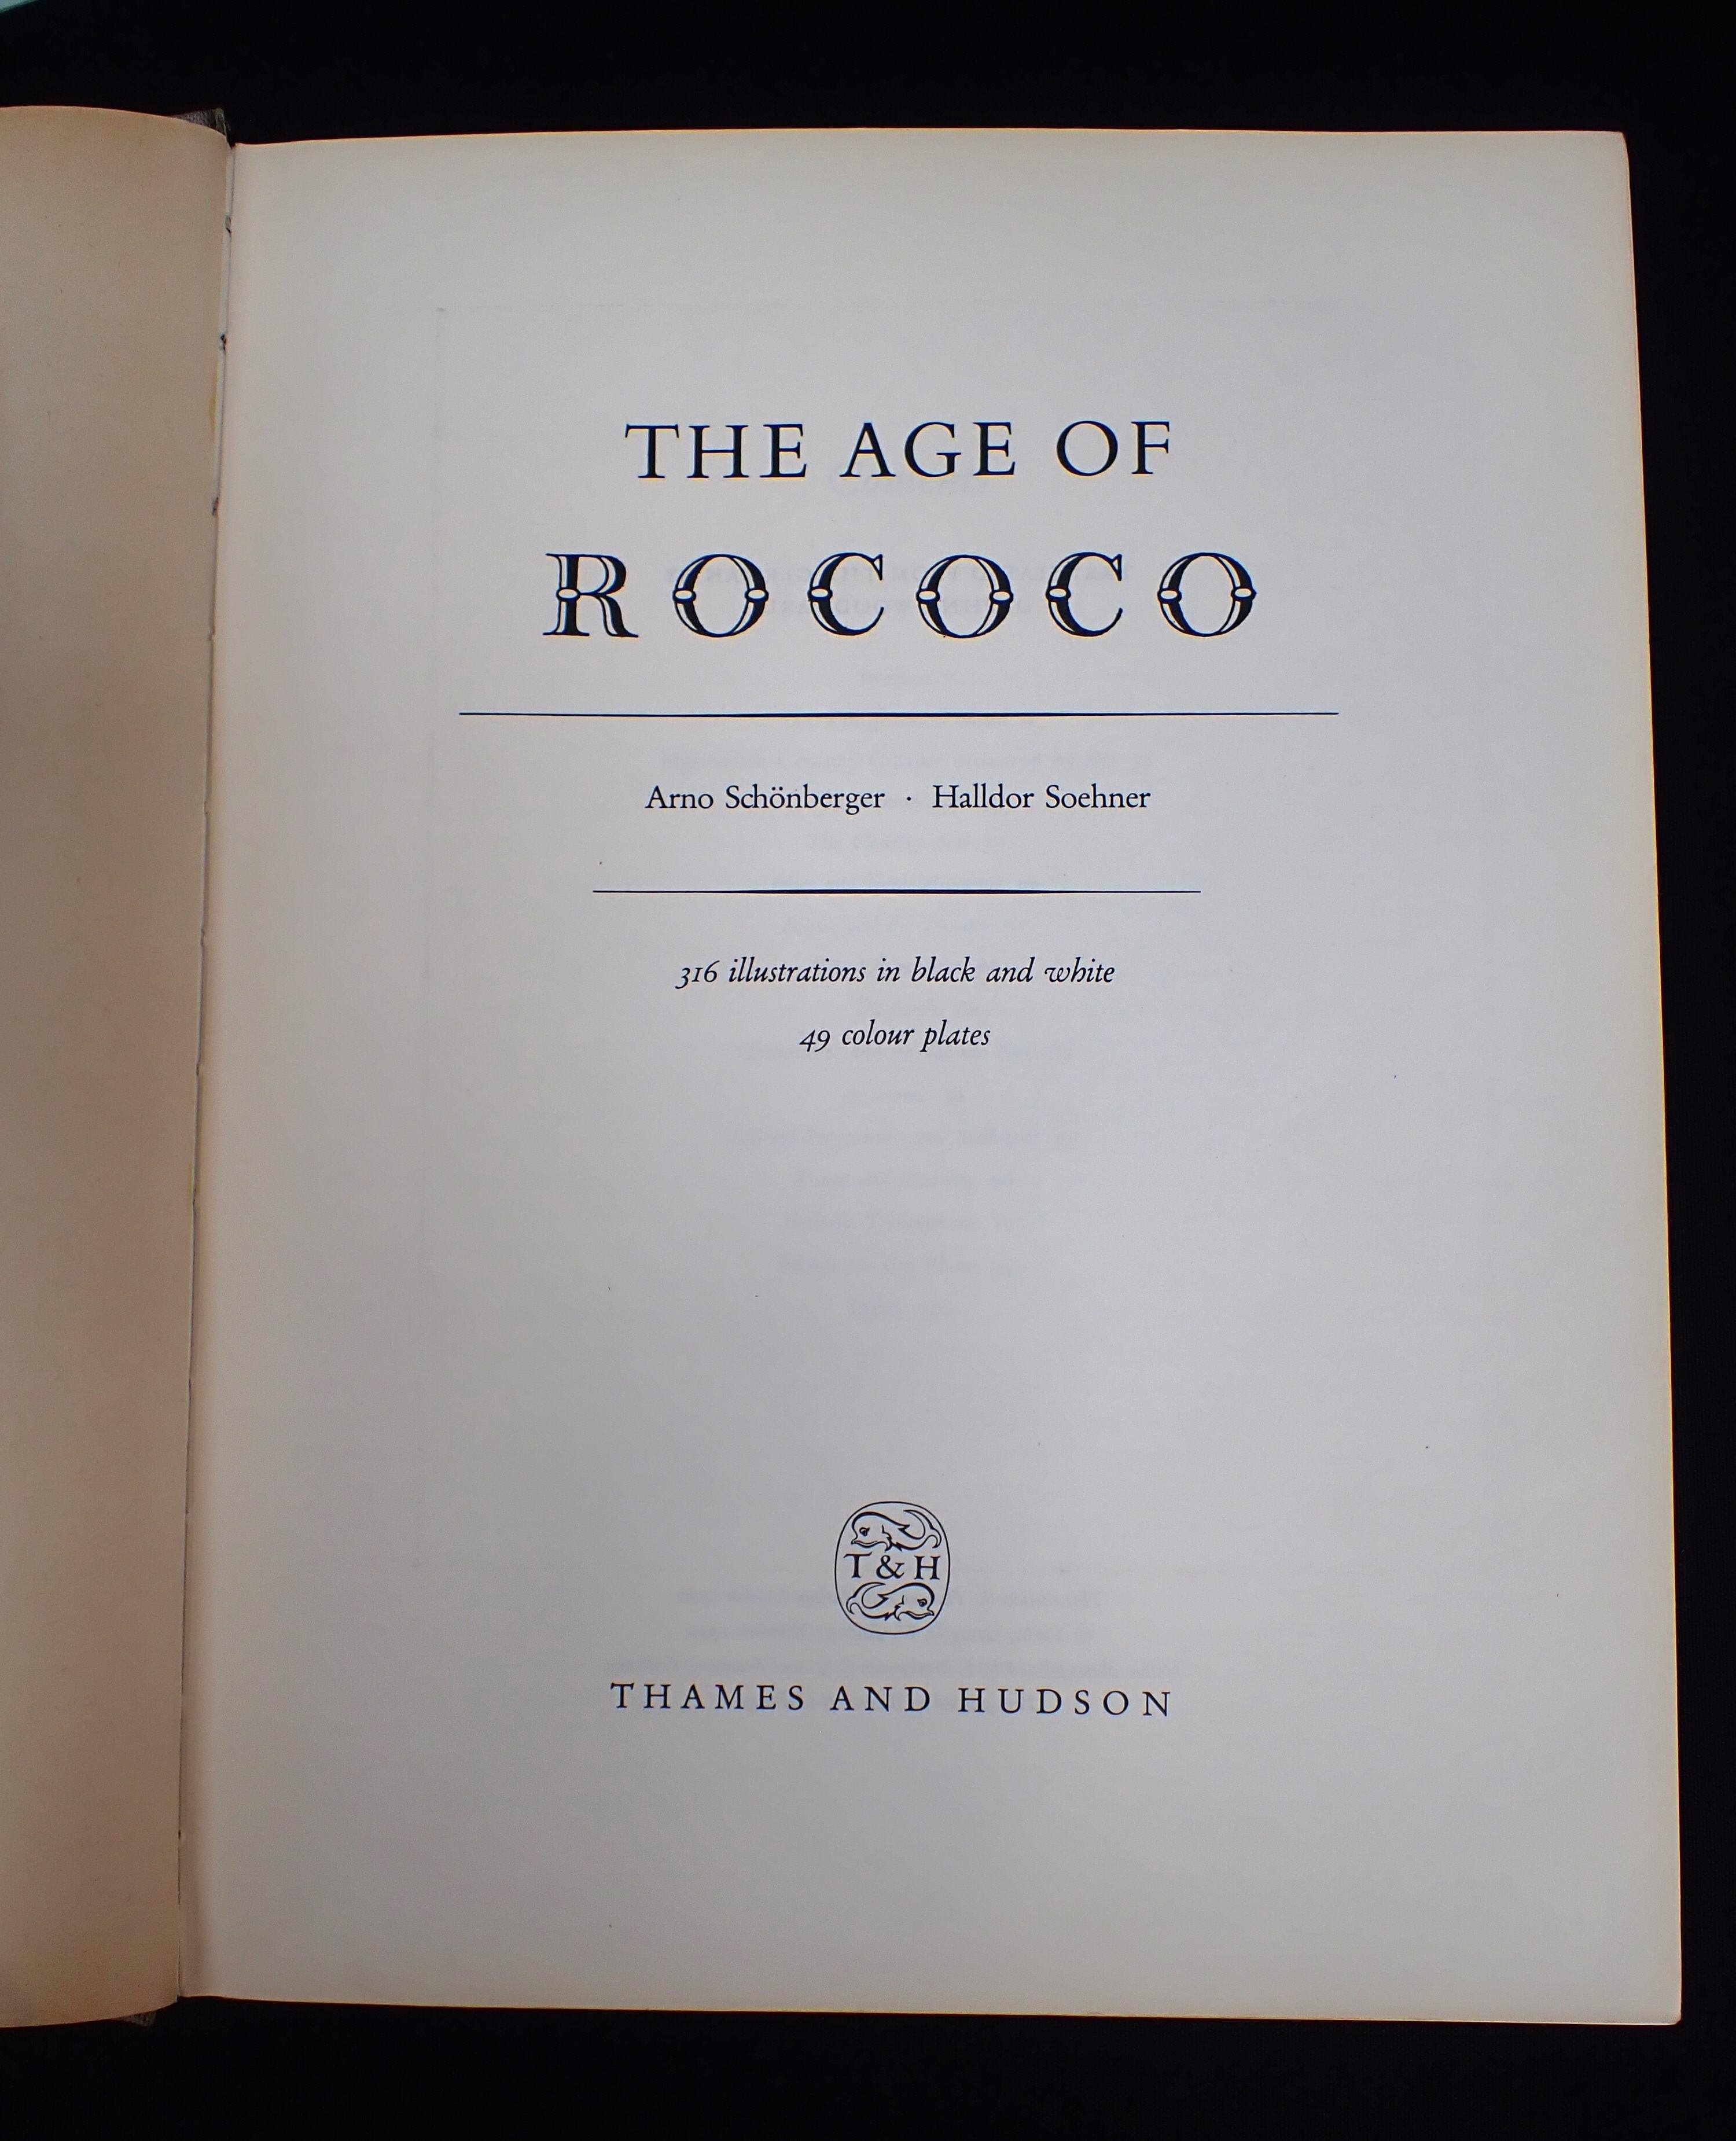 THE AGE OF
ROCOCO
Arno Schönberger · Halldor Soehner
316 illustrations in black and white
49 colour plates
T & H
THAMES AND HUDSON